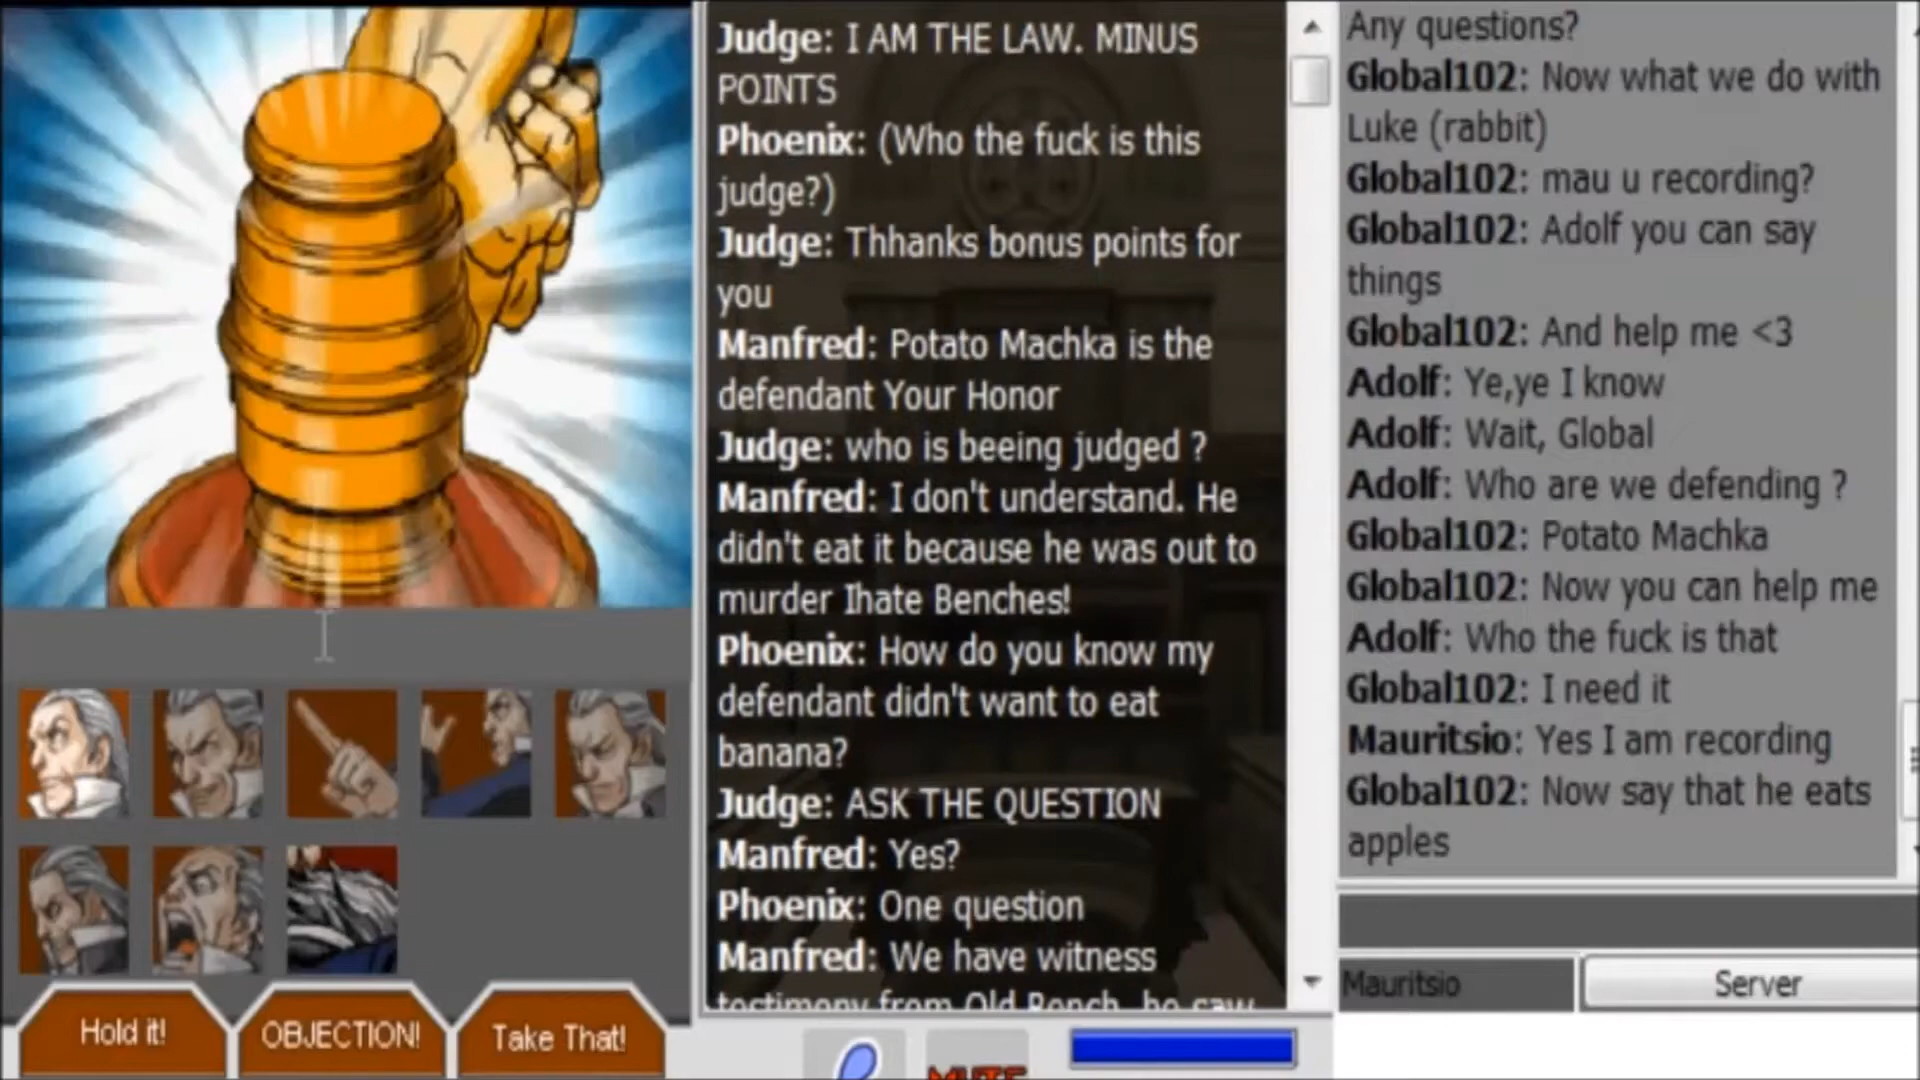 Judge: I AM THE LAW. MINUS
POINTS
Phoenix: (Who the fuck is this
judge?)
Judge: Thhanks bonus points for
you
Manfred: Potato Machka is the
defendant Your Honor
Judge: who is beeing judged ?
Manfred: I don't understand. He
didn't eat it because he was out to
murder Ihate Benches!
Phoenix: How do you know my
defendant didn't want to eat
banana?
Judge: ASK THE QUESTION
Manfred: Yes?
Phoenix: One question
Manfred: We have witness
testimony from Old Bench, he saw
Any questions?
Global102: Now what we do with
Luke (rabbit)
Global102: mau u recording?
Global102: Adolf you can say
things
Global102: And help me <3
Adolf: Ye,ye I know
Adolf: Wait, Global
Adolf: Who are we defending ?
Global102: Potato Machka
Global102: Now you can help me
Adolf: Who the fuck is that
Global102: I need it
Mauritsio: Yes I am recording
Global102: Now say that he eats
apples
Mauritsio
Server
Hold it!
OBJECTION!
Take That!
MUTE